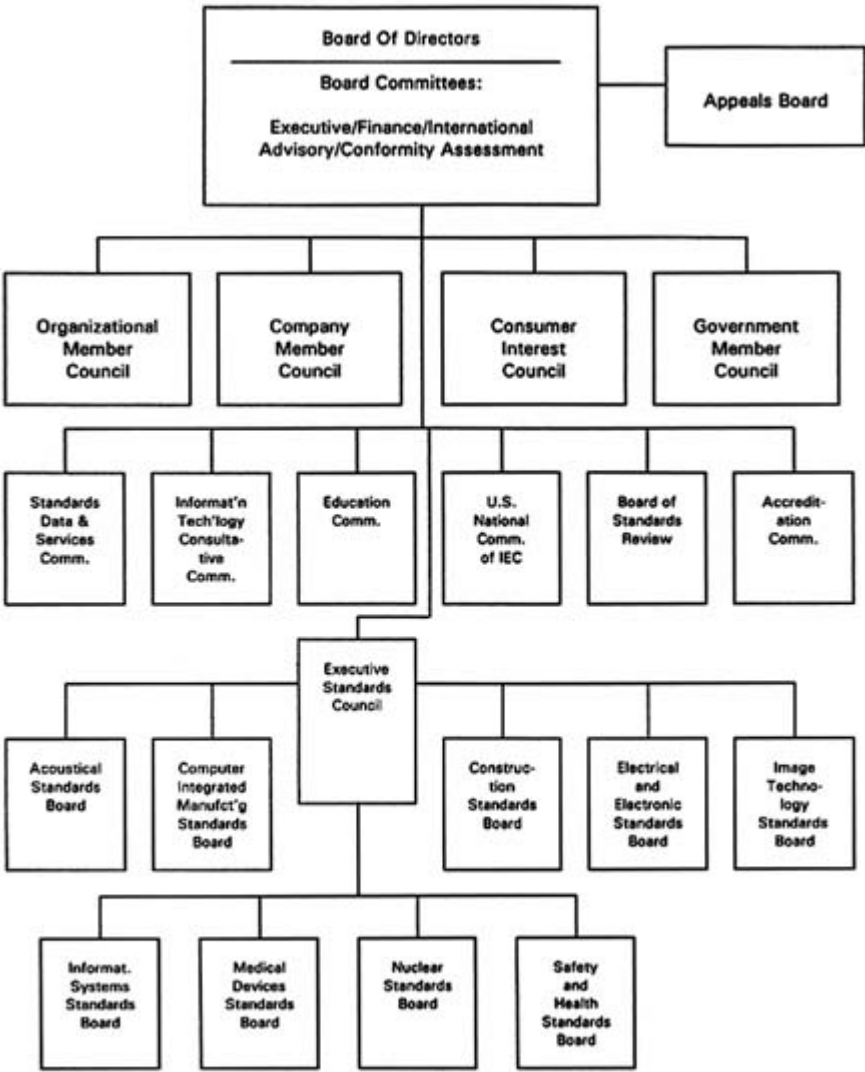 Board Of Directors
Board Committees:
Executive/Finance/International
Advisory/Conformity Assessment
Appeals Board
Organizational
Member
Council
Company
Member
Council
Consumer
Interest
Council
Government
Member
Council
Standards
Data &
Services
Comm.
Informat'n
Tech'logy
Consulta-
tive
Comm.
Education
Comm.
U.S.
National
Comm.
of IEC
Board of
Standards
Review
Accredit-
ation
Comm.
Executive
Standards
Council
Acoustical
Standards
Board
Computer
Integrated
Manufct'g
Standards
Board
Construc-
tion
Standards
Board
Electrical
and
Electronic
Standards
Board
Image
Techno-
logy
Standards
Board
Informat.
Systems
Standards
Board
Medical
Devices
Standards
Board
Nuclear
Standards
Board
Safety
and
Health
Standards
Board